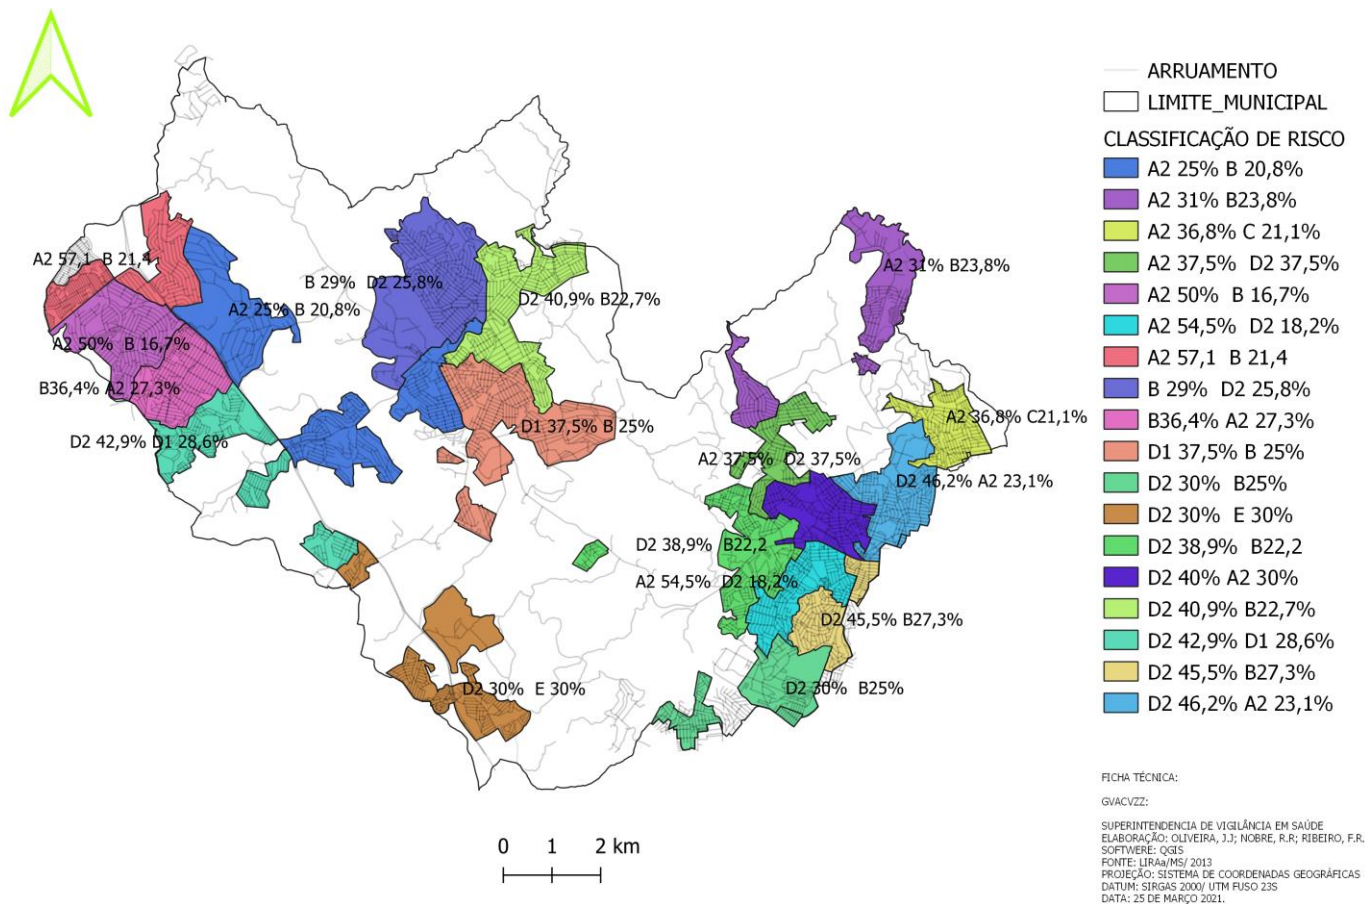 ARRUAMENTO
LIMITE_MUNICIPAL
CLASSIFICAÇÃO DE RISCO
A2 25% B 20,8%
A2 31% B23,8%
A2 36,8% C 21,1%
A2 37,5% D2 37,5%
A2 50% B 16,7%
A2 54,5% D2 18,2%
A2 57,1 B 21,4
B 29% D2 25,8%
B36,4% A2 27,3%
D1 37,5% B 25%
D2 30% B25%
D2 30% E 30%
D2 38,9% B22,2
D2 40% A2 30%
D2 40,9% B22,7%
D2 42,9% D1 28,6%
D2 45,5% B27,3%
D2 46,2% A2 23,1%
A2 57,1 B 21,4
B 29% D2 25,8%
A2 31% B23,8%
D2 40,9% B22,7%
A2 25% B 20,8%
A2 50% B 16,7%
B36,4% A2 27,3%
A2 36,8% C21,1%
D1 37,5% B 25%
D2 42,9% D1 28,6%
A2 37,5% D2 37,5%
D2 46,2% A2 23,1%
D2 38,9% B22,2
A2 54,5% D2 18,2%
D2 45,5% B27,3%
D2 30% E 30%
D2 30% B25%
0 1 2 km
FICHA TÉCNICA:
GVACVZZ:
SUPERINTENDENCIA DE VIGILÂNCIA EM SAÚDE
ELABORAÇÃO: OLIVEIRA, J.J; NOBRE, R.R; RIBEIRO, F.R.
SOFTWERE: QGIS
FONTE: LIRAa/MS/ 2013
PROJEÇÃO: SISTEMA DE COORDENADAS GEOGRÁFICAS
DATUM: SIRGAS 2000/ UTM FUSO 23S
DATA: 25 DE MARÇO 2021.